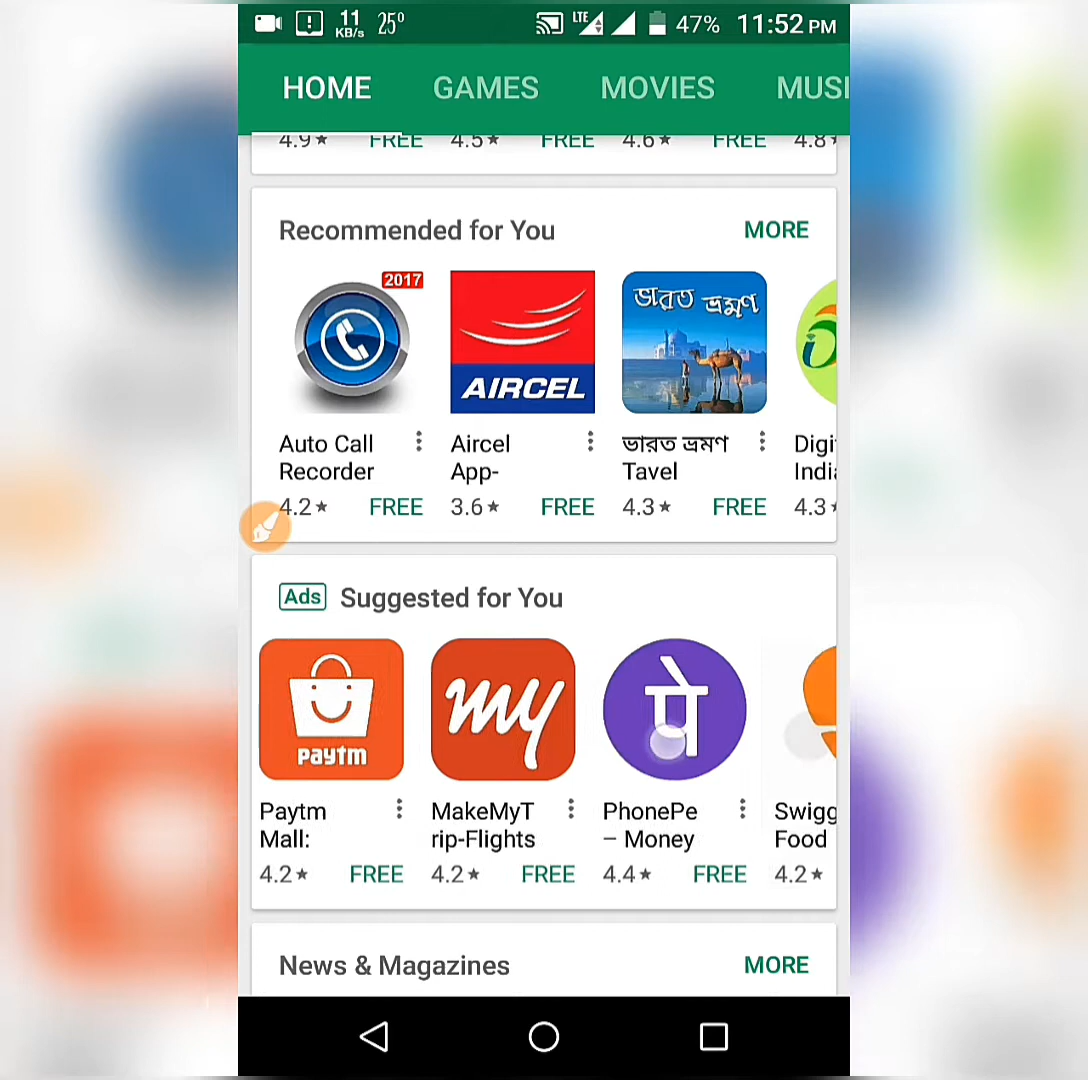 11 KB/s 25° LTE 47% 11:52 PM
HOME GAMES MOVIES MUSI
4.9★ FREE 4.5★ FREE 4.6★ FREE 4.8★
Recommended for You MORE
2017
AIRCEL
ভারত ভ্রমণ
Auto Call Recorder
4.2★ FREE
Aircel App-
3.6★ FREE
ভারত ভ্রমণ Tavel
4.3★ FREE
Digi
India
4.3★
Ads Suggested for You
paytm
my
पे
Paytm Mall:
4.2★ FREE
MakeMyT
rip-Flights
4.2★ FREE
PhonePe
– Money
4.4★ FREE
Swigg
Food
4.2★
News & Magazines MORE